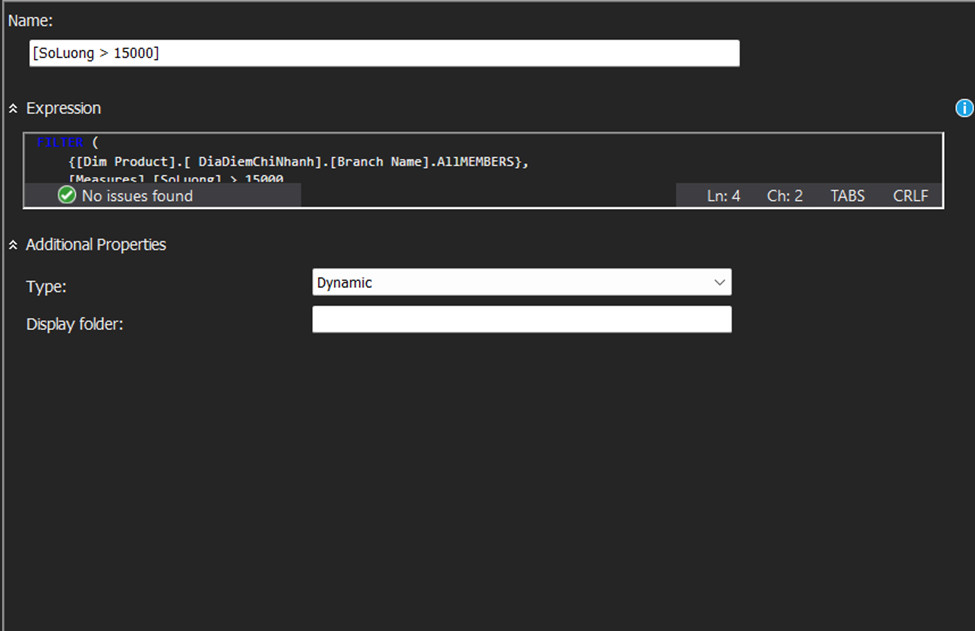 Name:
[SoLuong > 15000]
Expression
FILTER (
{[Dim Product].[ DiaDiemChiNhanh].[Branch Name].AllMEMBERS},
[Measures].[SoLuong] > 15000
No issues found Ln: 4 Ch: 2 TABS CRLF
Additional Properties
Type: Dynamic
Display folder: